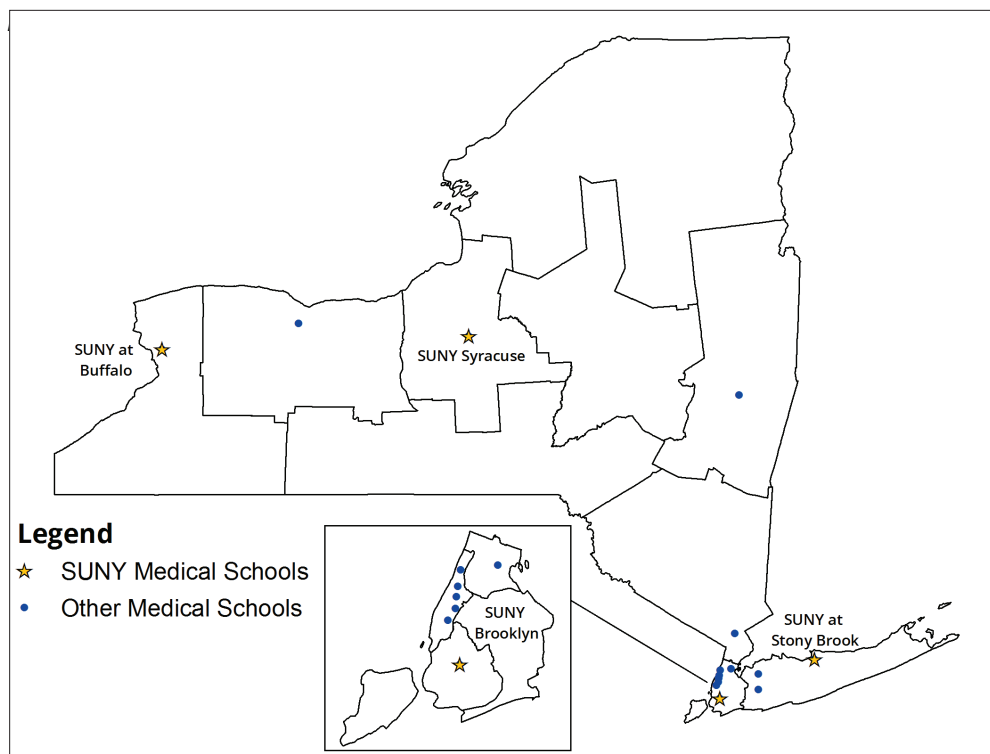 SUNY at
Buffalo
SUNY Syracuse
Legend
SUNY Medical Schools
Other Medical Schools
SUNY
Brooklyn
SUNY at
Stony Brook